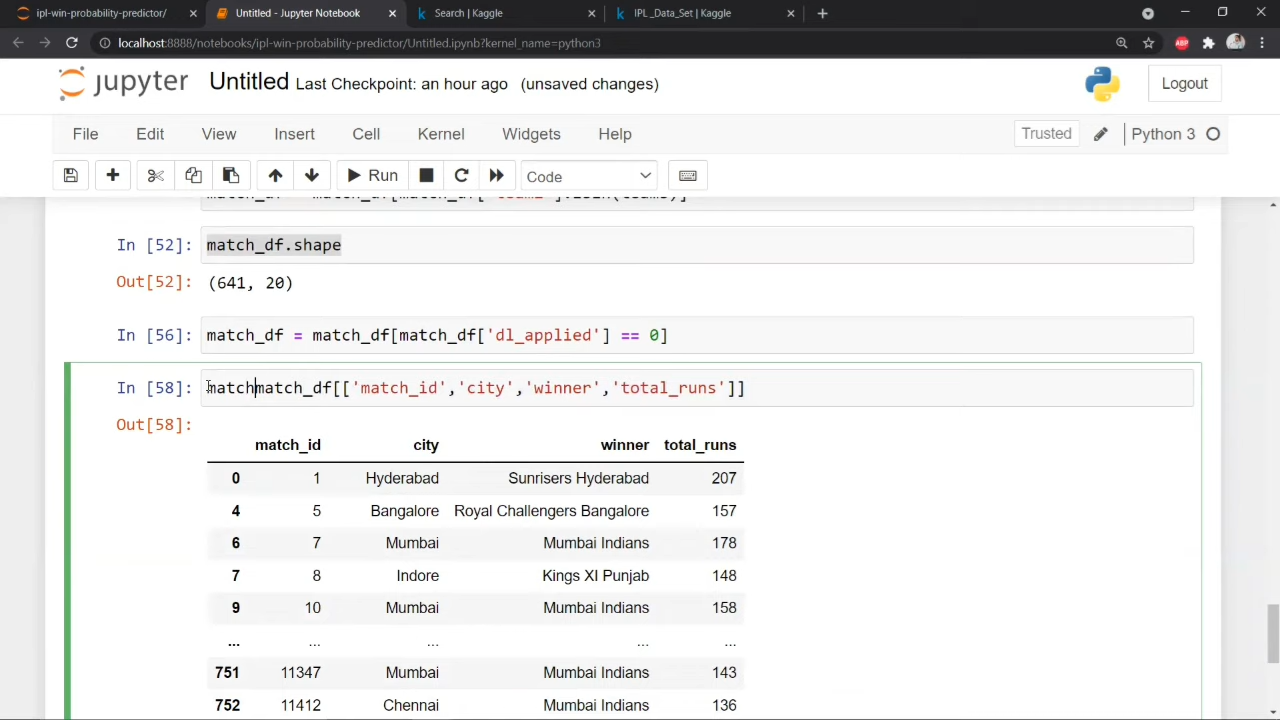 ipl-win-probability-predictor/
Untitled - Jupyter Notebook
Search | Kaggle
IPL _Data_Set | Kaggle
localhost:8888/notebooks/ipl-win-probability-predictor/Untitled.ipynb?kernel_name=python3
ABP
jupyter Untitled Last Checkpoint: an hour ago (unsaved changes)
Logout
File Edit View Insert Cell Kernel Widgets Help
Trusted Python 3
Run Code
In [52]: match_df.shape
Out[52]: (641, 20)
In [56]: match_df = match_df[match_df['dl_applied'] == 0]
In [58]: matchmatch_df[['match_id','city','winner','total_runs']]
Out[58]:
match_id city winner total_runs
0 1 Hyderabad Sunrisers Hyderabad 207
4 5 Bangalore Royal Challengers Bangalore 157
6 7 Mumbai Mumbai Indians 178
7 8 Indore Kings XI Punjab 148
9 10 Mumbai Mumbai Indians 158
... ... ... ... ...
751 11347 Mumbai Mumbai Indians 143
752 11412 Chennai Mumbai Indians 136